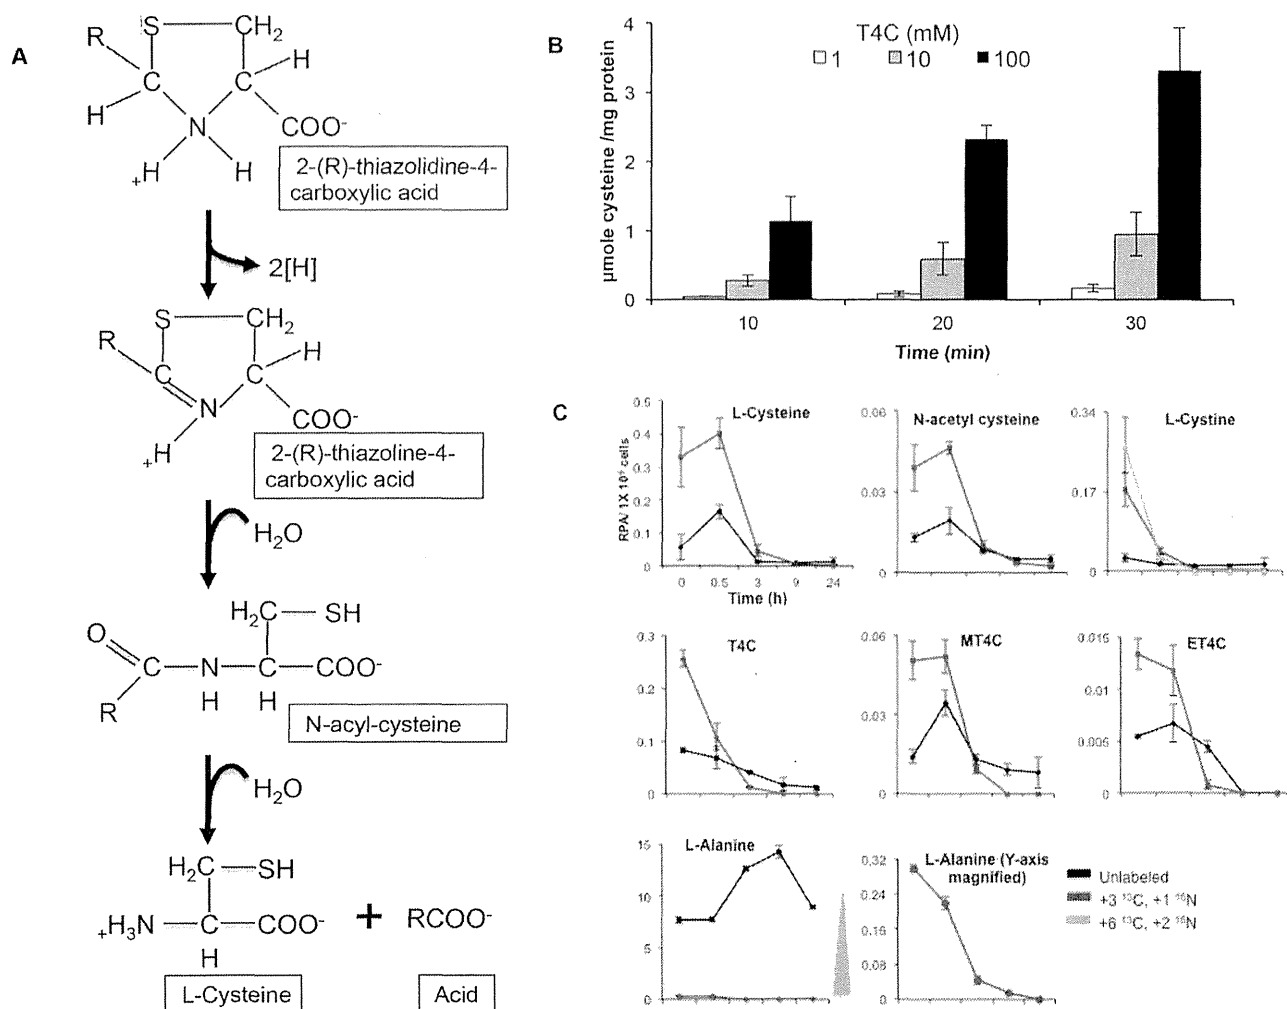 A
S
CH2
R
C
C
H
H
N
COO-
+H
H
2-(R)-thiazolidine-4-
carboxylic acid
2[H]
S
CH2
R
C
C
H
N
COO-
+H
2-(R)-thiazoline-4-
carboxylic acid
H2O
H2C
SH
O
C
N
C
COO-
R
H
H
N-acyl-cysteine
H2O
H2C
SH
+H3N
C
COO-
+
RCOO-
H
L-Cysteine
Acid
B
T4C (mM)
1
10
100
µmole cysteine /mg protein
4
3
2
1
0
10
20
30
Time (min)
C
L-Cysteine
RPA/ 1X 10⁶ cells
0.5
0.4
0.3
0.2
0.1
0
0
0.5
3
9
24
Time (h)
N-acetyl cysteine
0.06
0.03
0
L-Cystine
0.34
0.17
0
T4C
0.3
0.2
0.1
0
MT4C
0.06
0.03
0
ET4C
0.015
0.01
0.005
0
L-Alanine
15
10
5
0
L-Alanine (Y-axis
magnified)
0.32
0.24
0.16
0.08
0
Unlabeled
+3 ¹³C, +1 ¹⁵N
+6 ¹³C, +2 ¹⁵N